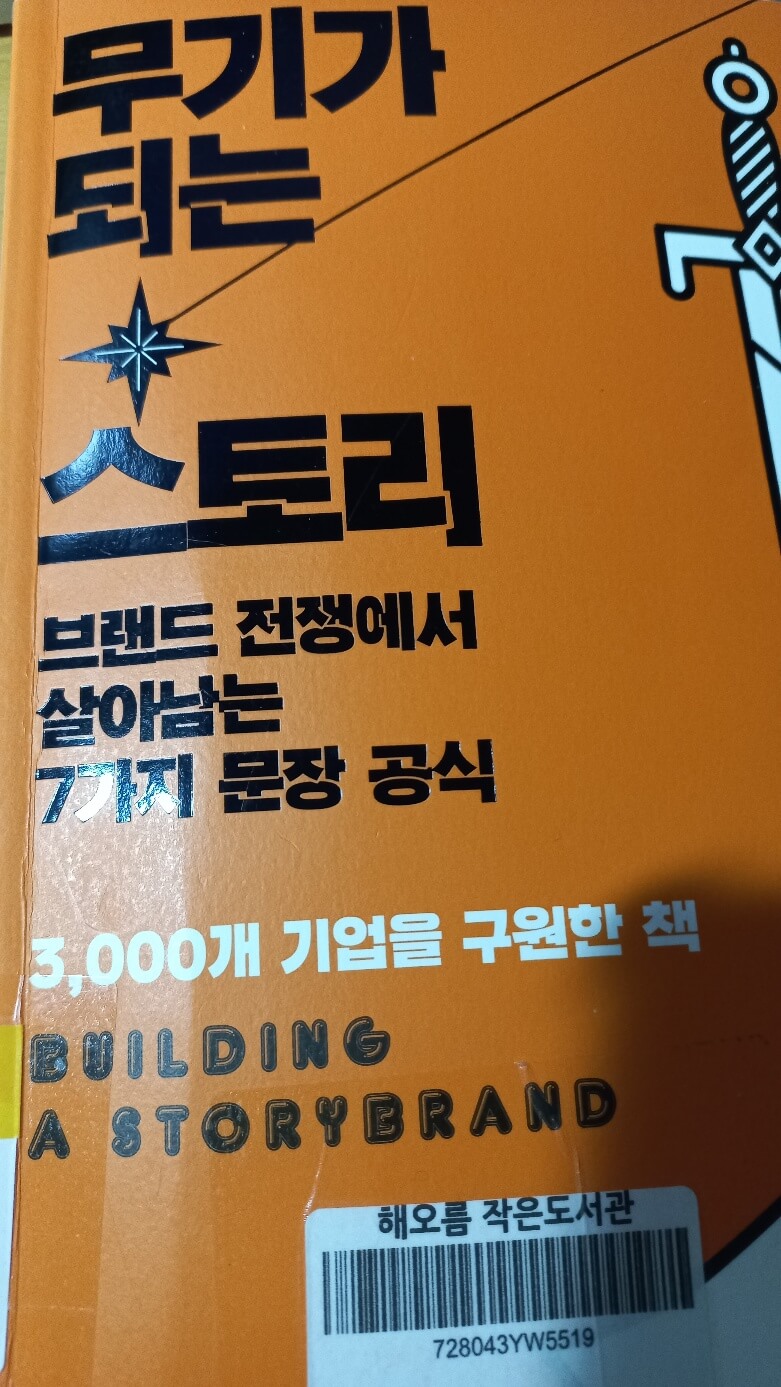 무기가
되는
스토리
브랜드 전쟁에서
살아남는
7가지 문장 공식
3,000개 기업을 구원한 책
BUILDING
A STORYBRAND
해오름 작은도서관
728043YW5519